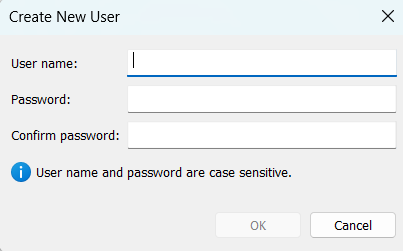 Create New User
User name:
Password:
Confirm password:
User name and password are case sensitive.
OK
Cancel